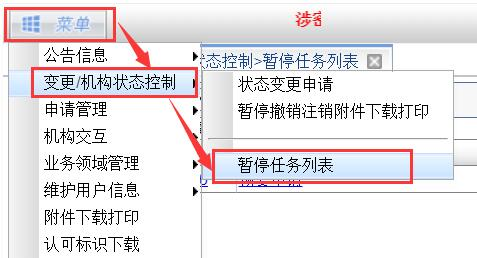 菜单
涉客
公告信息
变更/机构状态控制
申请管理
机构交互
业务领域管理
维护用户信息
附件下载打印
认可标识下载
态控制>暂停任务列表
状态变更申请
暂停撤销注销附件下载打印
暂停任务列表